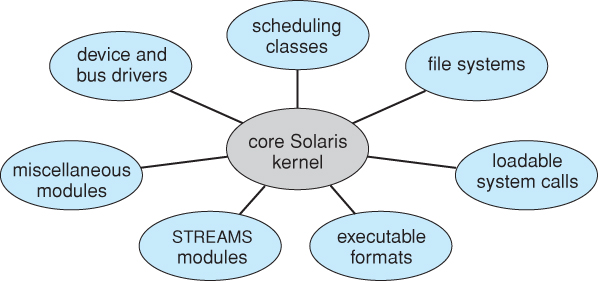 scheduling
classes
device and
bus drivers
file systems
core Solaris
kernel
miscellaneous
modules
loadable
system calls
STREAMS
modules
executable
formats